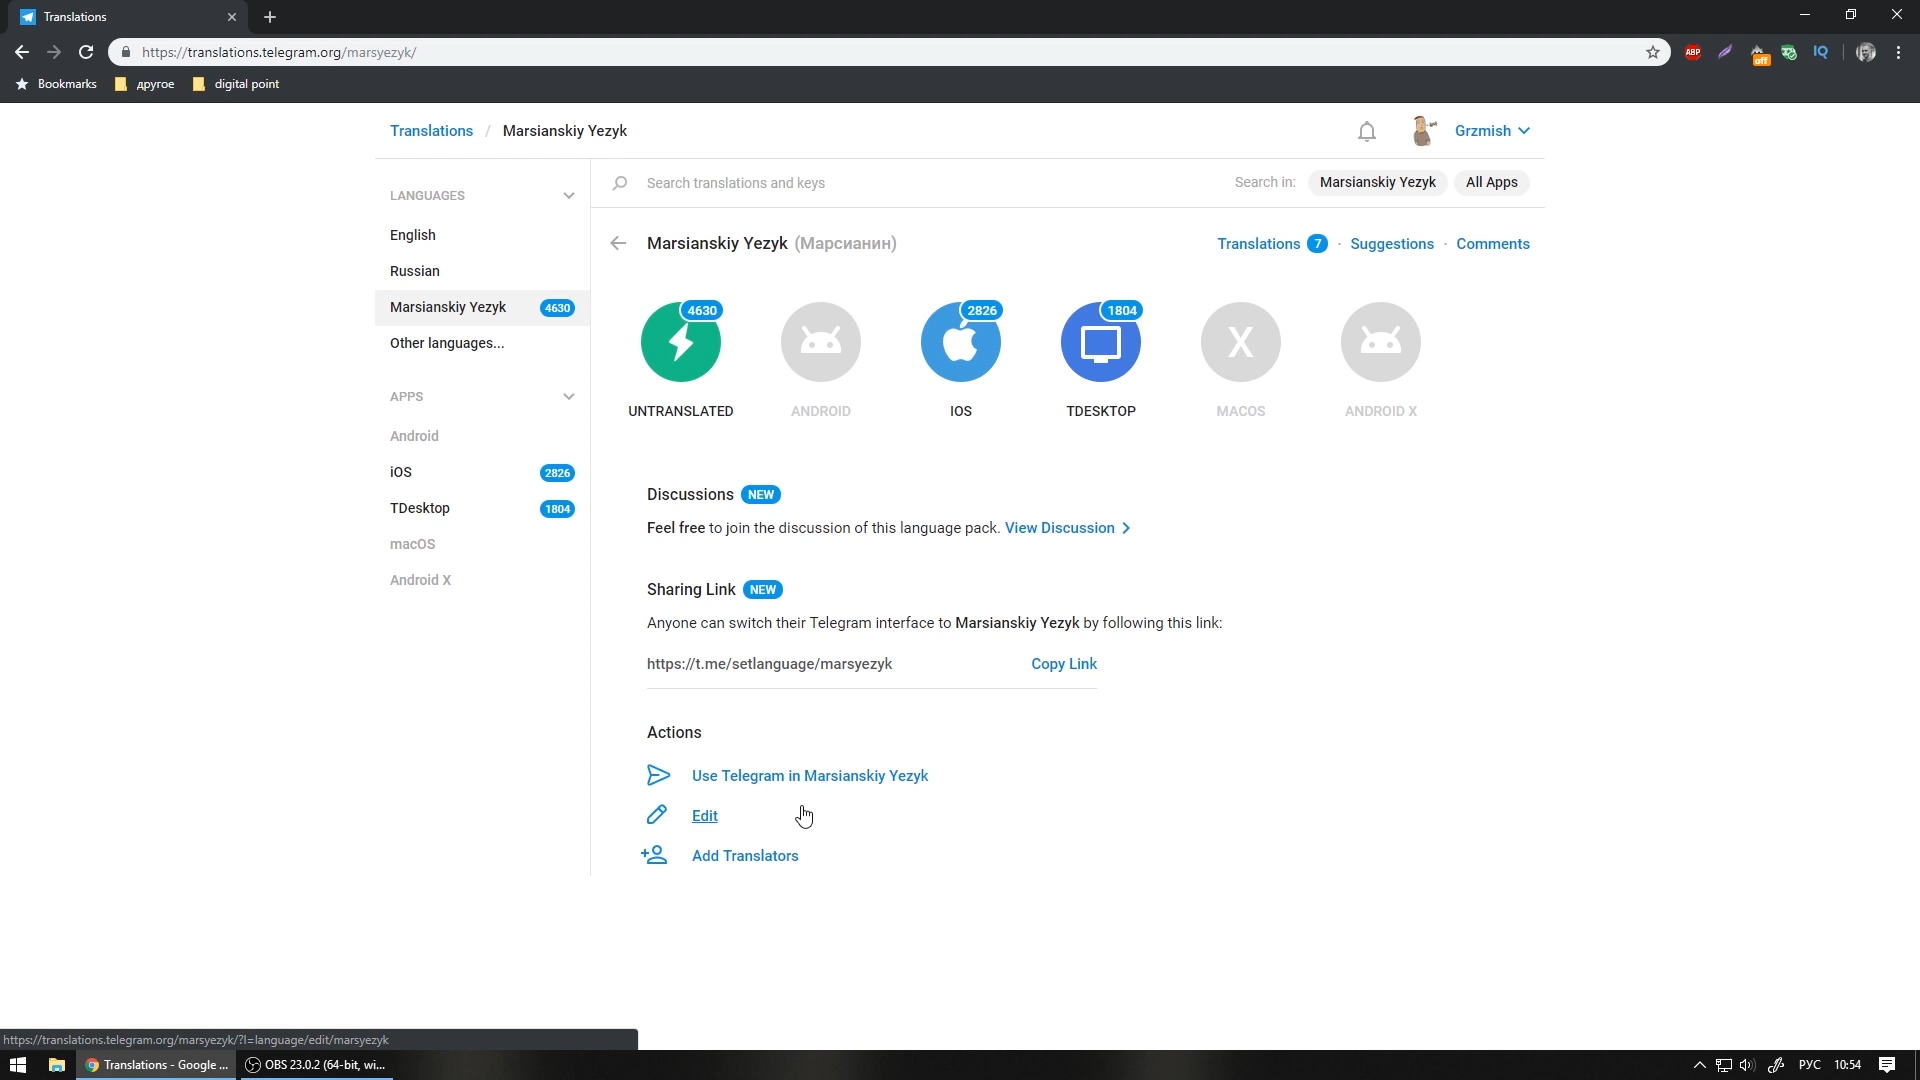 Translations
https://translations.telegram.org/marsyezyk/
ABP
off
IQ
Bookmarks
другое
digital point
Translations / Marsianskiy Yezyk
Grzmish
LANGUAGES
English
Russian
Marsianskiy Yezyk 4630
Other languages...
APPS
Android
iOS 2826
TDesktop 1804
macOS
Android X
Search translations and keys
Search in: Marsianskiy Yezyk All Apps
Marsianskiy Yezyk (Марсианин)
Translations 7 · Suggestions · Comments
4630
2826
1804
X
UNTRANSLATED
ANDROID
IOS
TDESKTOP
MACOS
ANDROID X
Discussions NEW
Feel free to join the discussion of this language pack. View Discussion
Sharing Link NEW
Anyone can switch their Telegram interface to Marsianskiy Yezyk by following this link:
https://t.me/setlanguage/marsyezyk
Copy Link
Actions
Use Telegram in Marsianskiy Yezyk
Edit
Add Translators
https://translations.telegram.org/marsyezyk/?l=language/edit/marsyezyk
Translations - Google ...
OBS 23.0.2 (64-bit, wi...
РУС
10:54